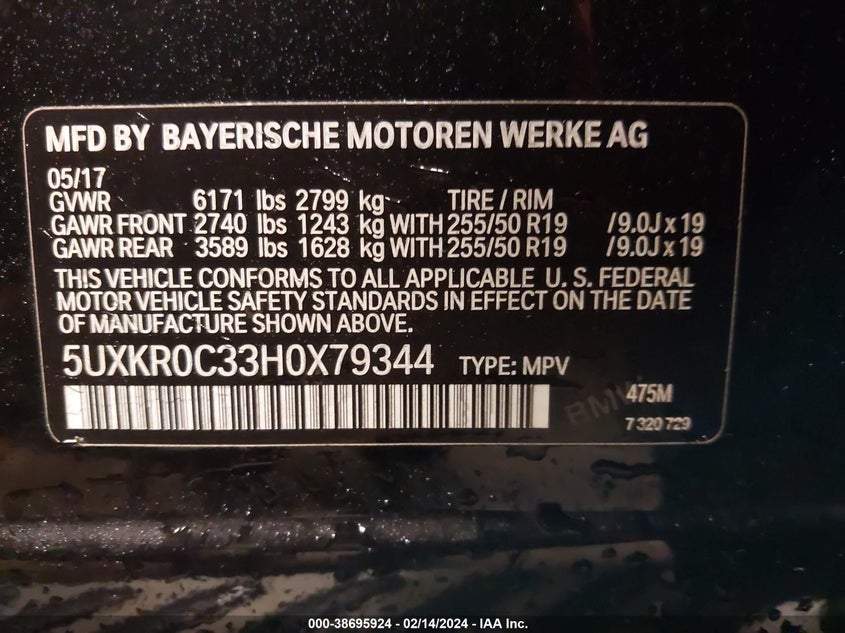 MFD BY BAYERISCHE MOTOREN WERKE AG
05/17
GVWR 6171 lbs 2799 kg TIRE / RIM
GAWR FRONT 2740 lbs 1243 kg WITH 255/50 R19 /9.0J x 19
GAWR REAR 3589 lbs 1628 kg WITH 255/50 R19 /9.0J x 19
THIS VEHICLE CONFORMS TO ALL APPLICABLE U. S. FEDERAL
MOTOR VEHICLE SAFETY STANDARDS IN EFFECT ON THE DATE
OF MANUFACTURE SHOWN ABOVE.
5UXKR0C33H0X79344 TYPE: MPV
BMW 475M
7 320 729
000-38695924 - 02/14/2024 - IAA Inc.